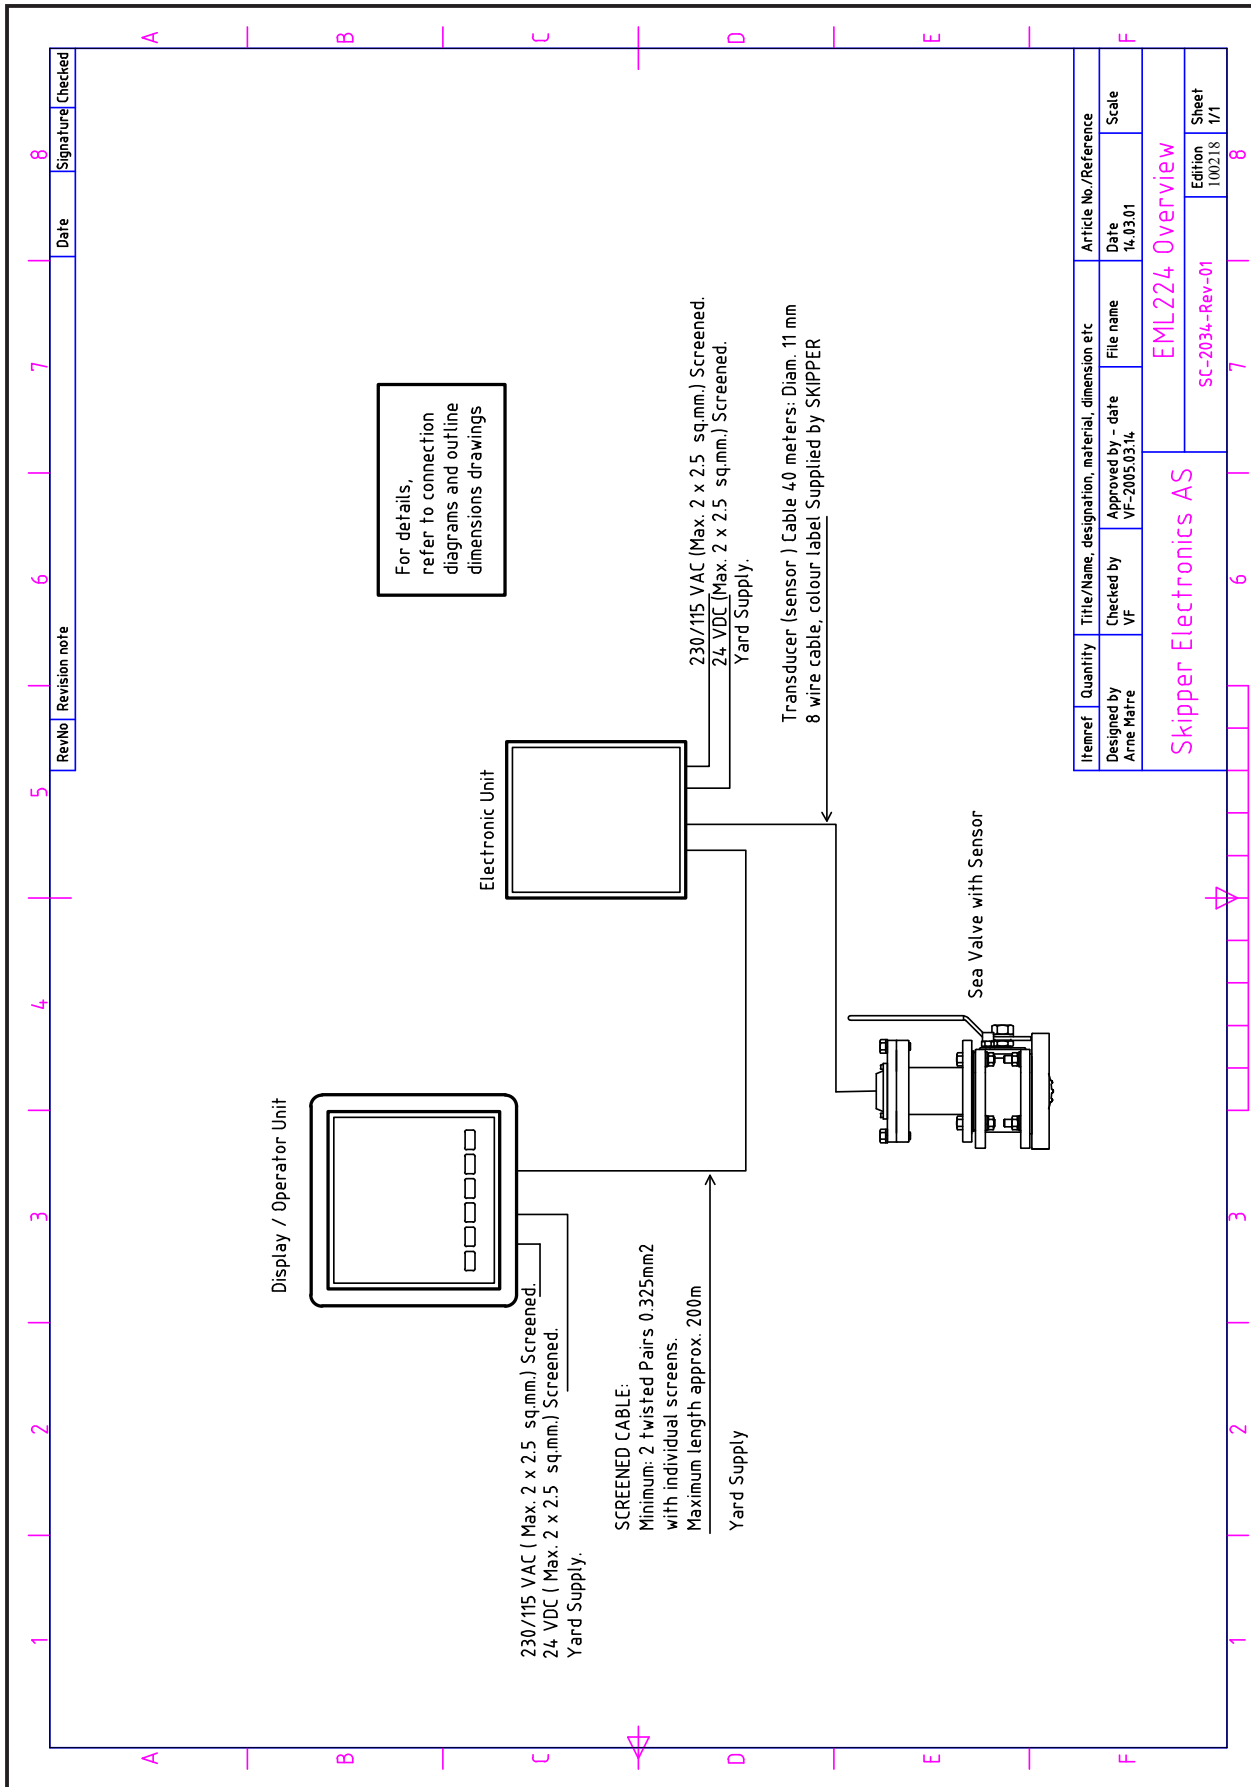 1 2 3 4 5 6 7 8
A
B
C
D
E
F
RevNo Revision note Date Signature Checked
Display / Operator Unit
Electronic Unit
For details,
refer to connection
diagrams and outline
dimensions drawings
230/115 VAC ( Max. 2 x 2.5 sq.mm.) Screened.
24 VDC ( Max. 2 x 2.5 sq.mm.) Screened.
Yard Supply.
SCREENED CABLE:
Minimum: 2 twisted Pairs 0.325mm2
with individual screens.
Maximum length approx. 200m
Yard Supply
230/115 VAC (Max. 2 x 2.5 sq.mm.) Screened.
24 VDC (Max. 2 x 2.5 sq.mm.) Screened.
Yard Supply.
Transducer (sensor ) Cable 40 meters: Diam. 11 mm
8 wire cable, colour label Supplied by SKIPPER
Sea Valve with Sensor
Itemref Quantity Title/Name, designation, material, dimension etc Article No./Reference
Designed by Checked by Approved by - date File name Date Scale
Arne Matre VF VF-2005.03.14 14.03.01
Skipper Electronics AS
EML224 Overview
SC-2034-Rev-01
Edition Sheet
100218 1/1
A
B
C
D
E
F
1 2 3 4 5 6 7 8